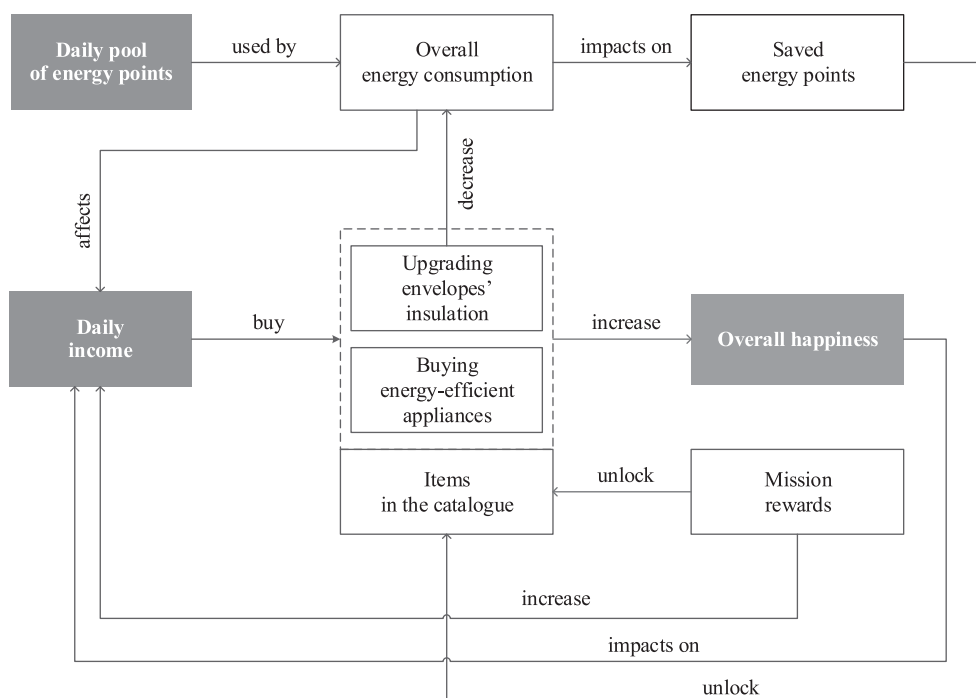 Daily pool
of energy points
used by
Overall
energy consumption
impacts on
Saved
energy points
affects
decrease
Upgrading
envelopes’
insulation
Daily
income
buy
increase
Overall happiness
Buying
energy-efficient
appliances
Items
in the catalogue
unlock
Mission
rewards
increase
impacts on
unlock